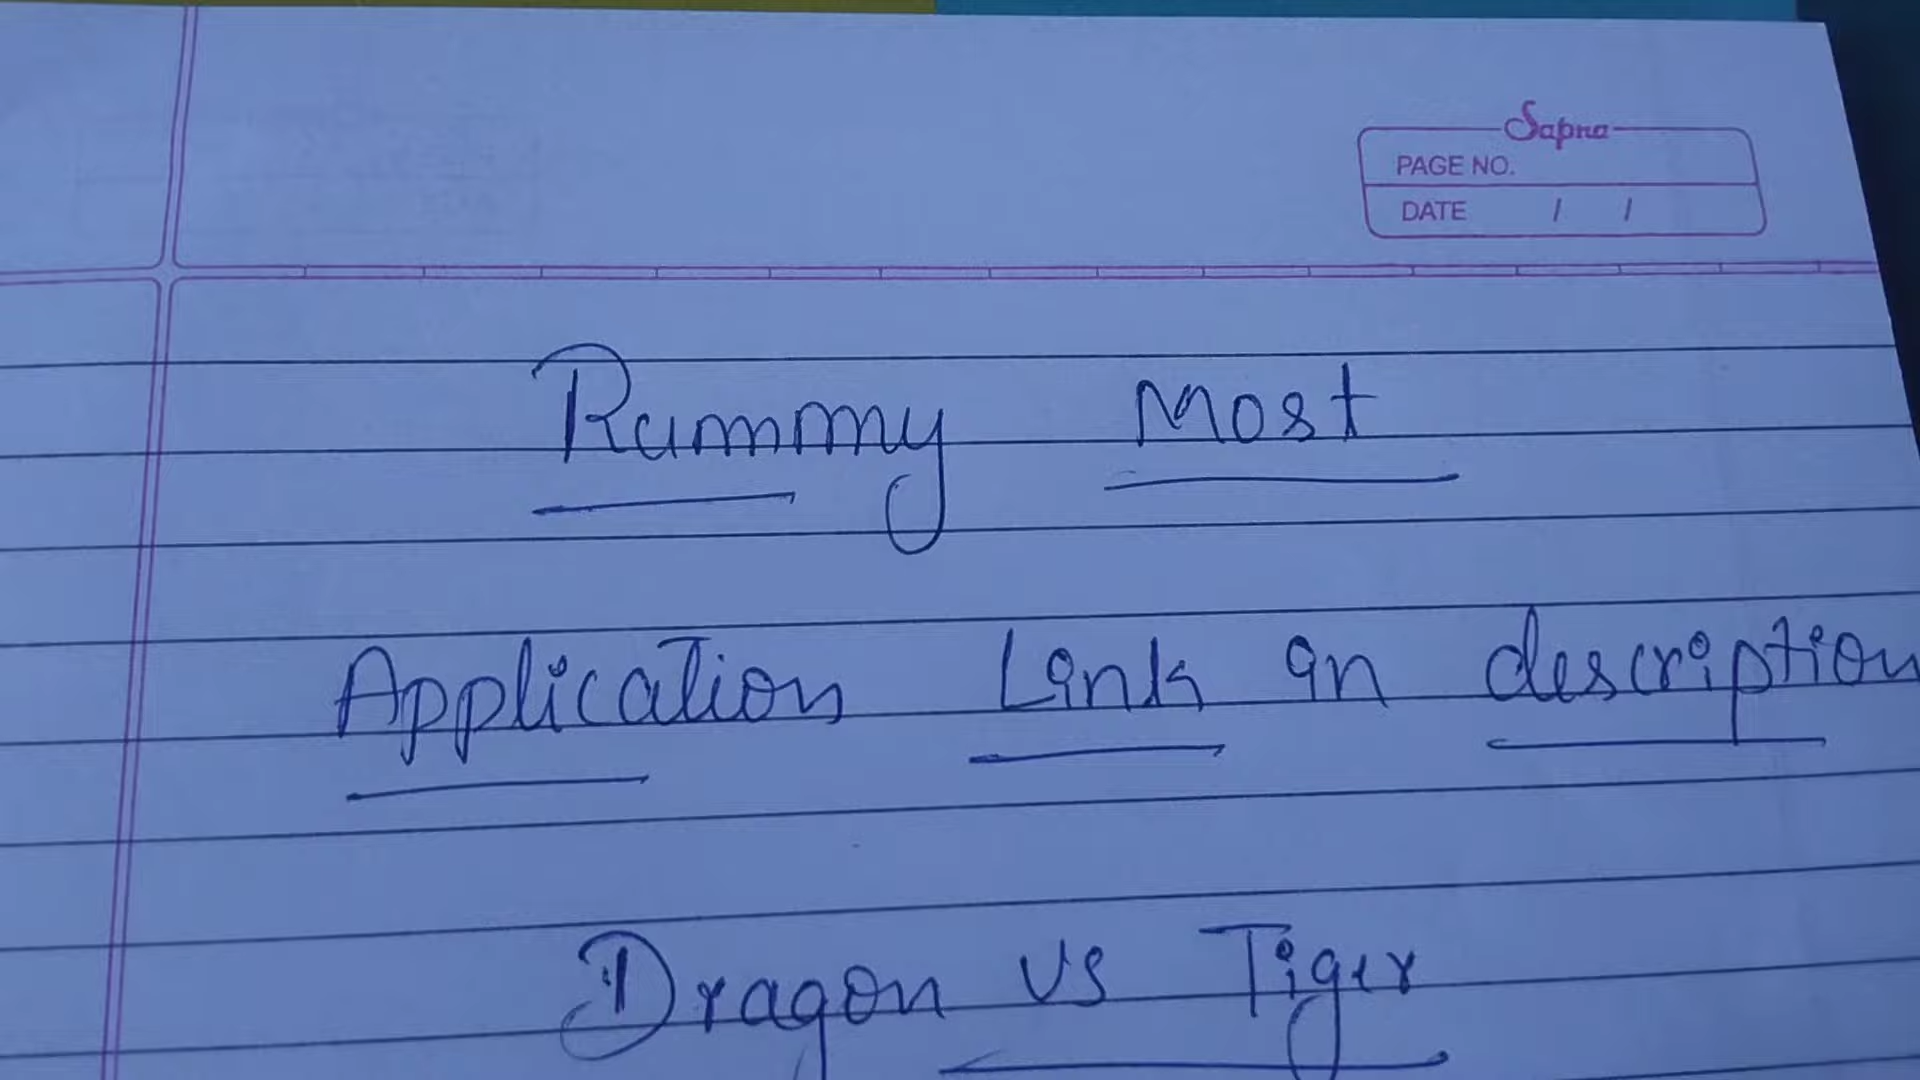 Sapna
PAGE NO.
DATE / /
Rummy Most
Application Link in description
Dragon vs Tiger